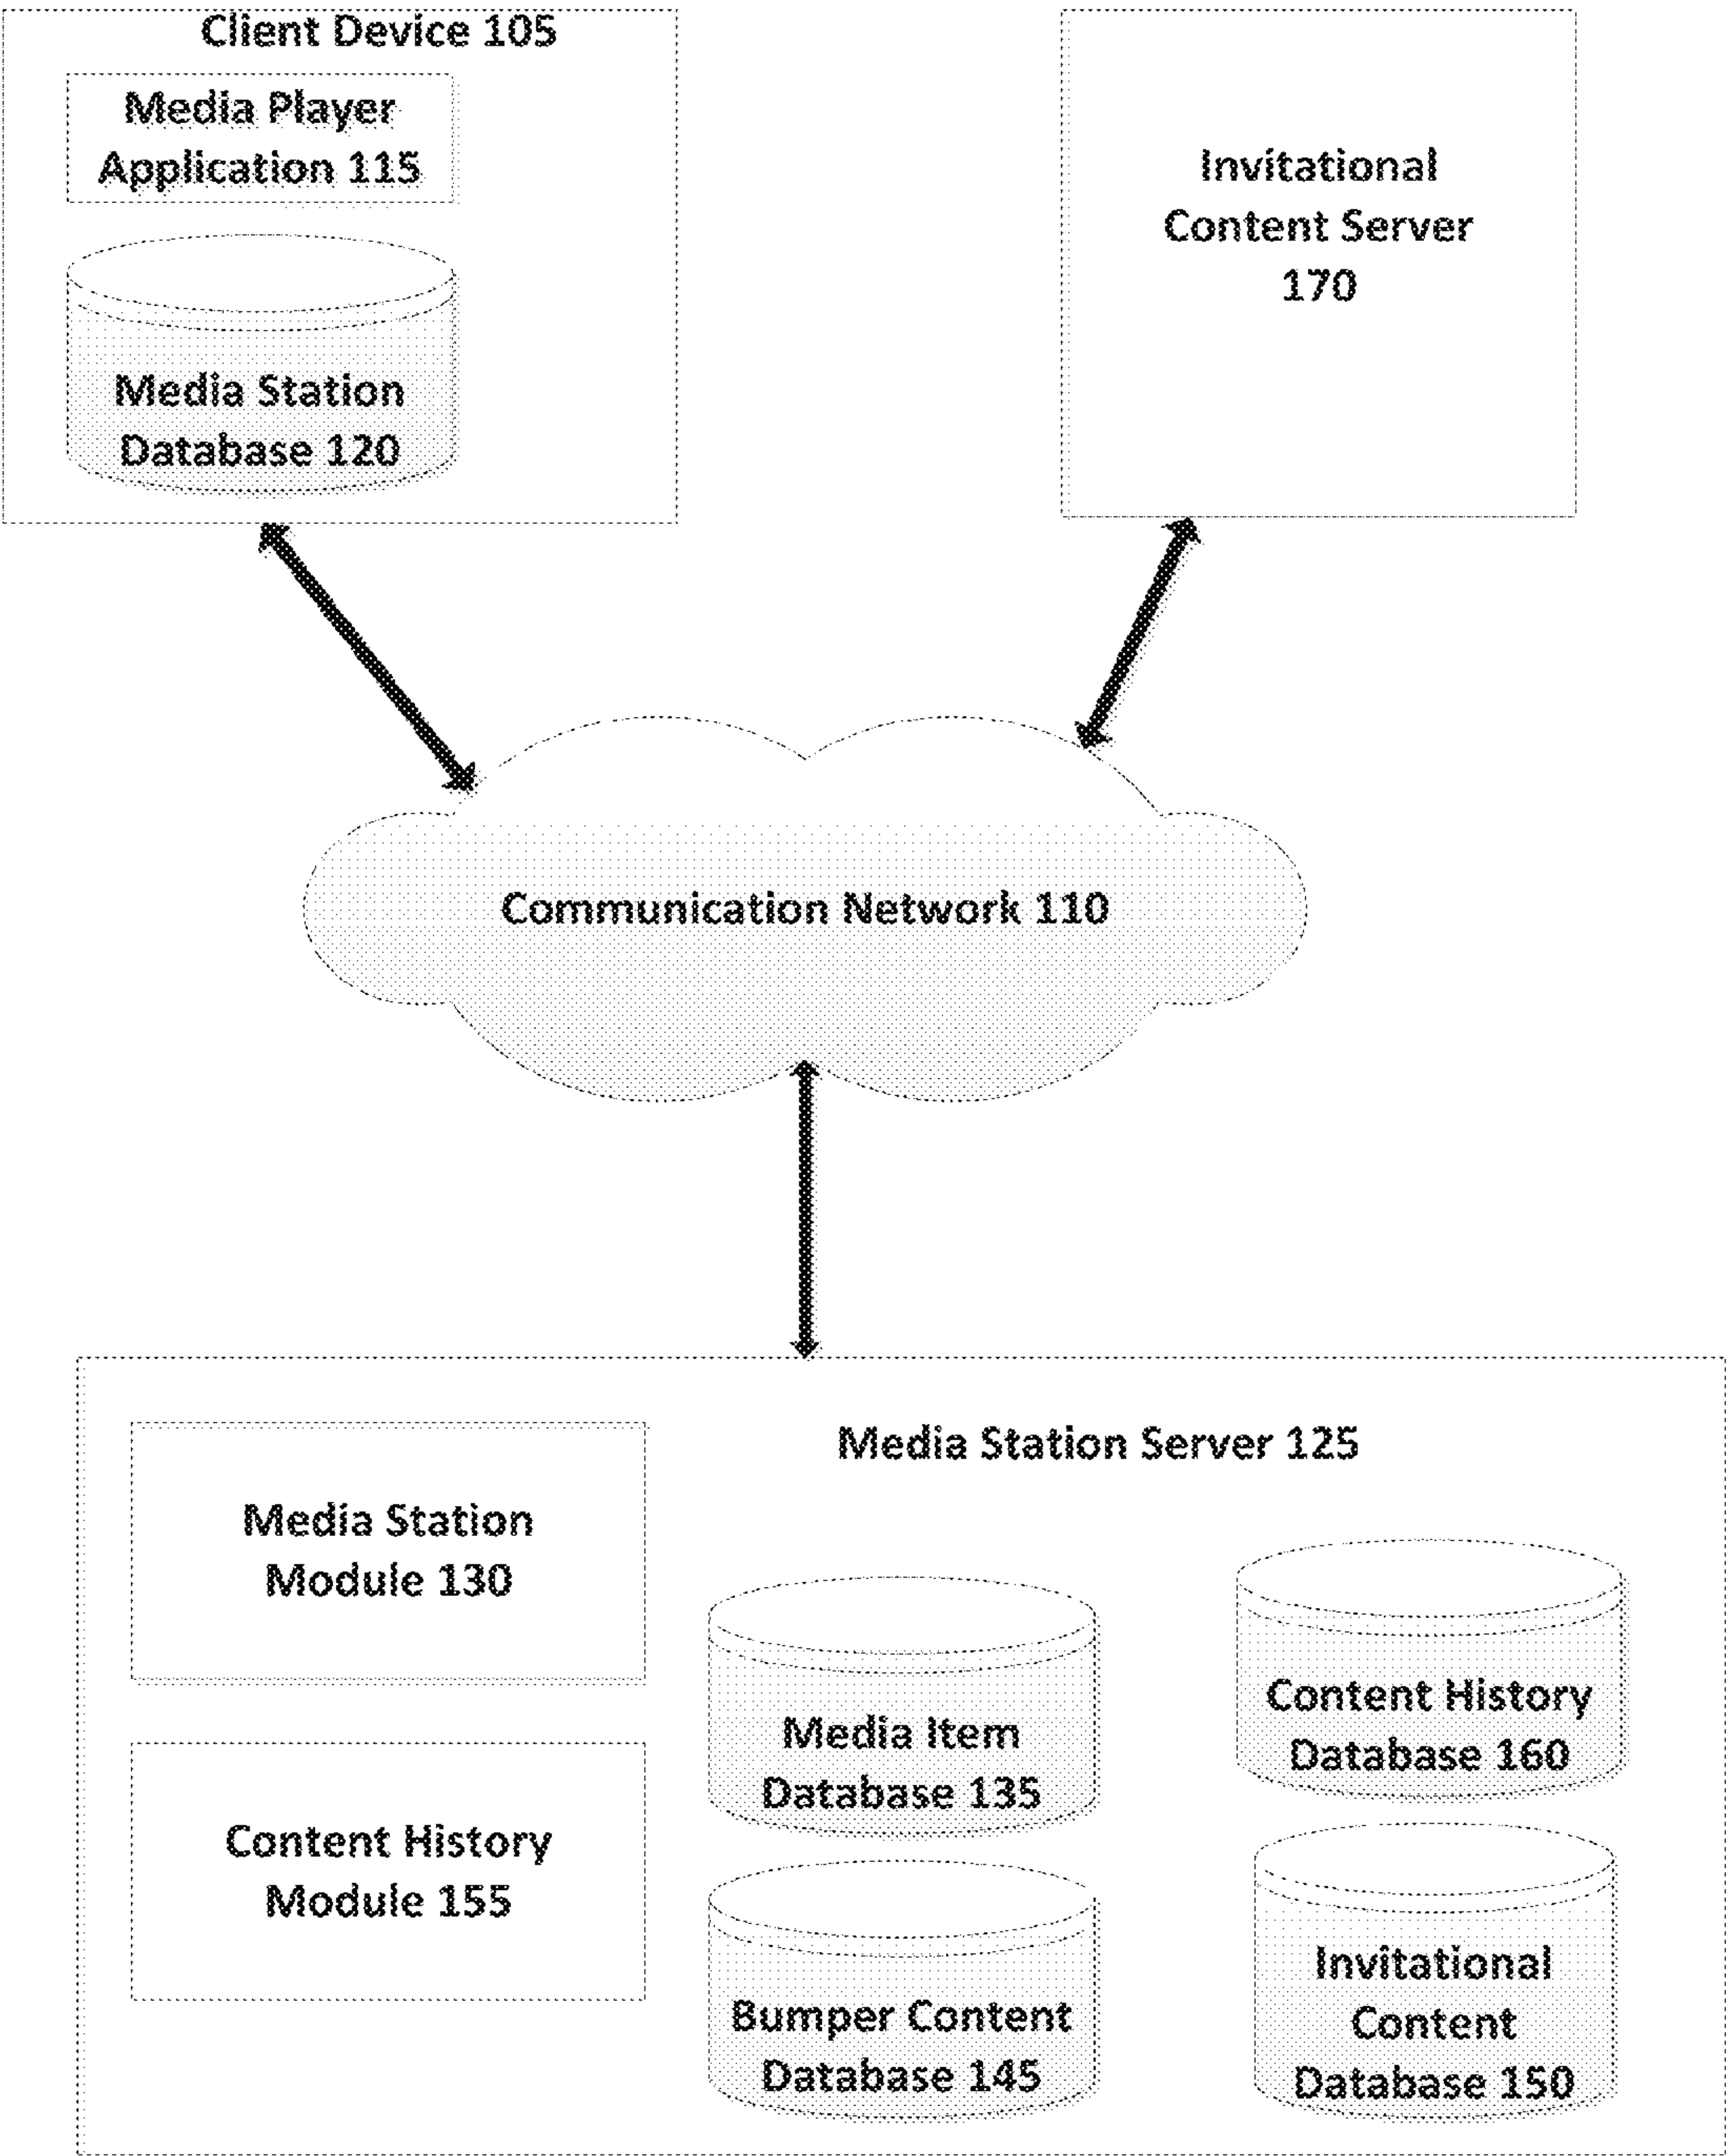 Client Device 105
Media Player
Application 115
Media Station
Database 120
Invitational
Content Server
170
Communication Network 110
Media Station Server 125
Media Station
Module 130
Content History
Module 155
Media Item
Database 135
Bumper Content
Database 145
Content History
Database 160
Invitational
Content
Database 150